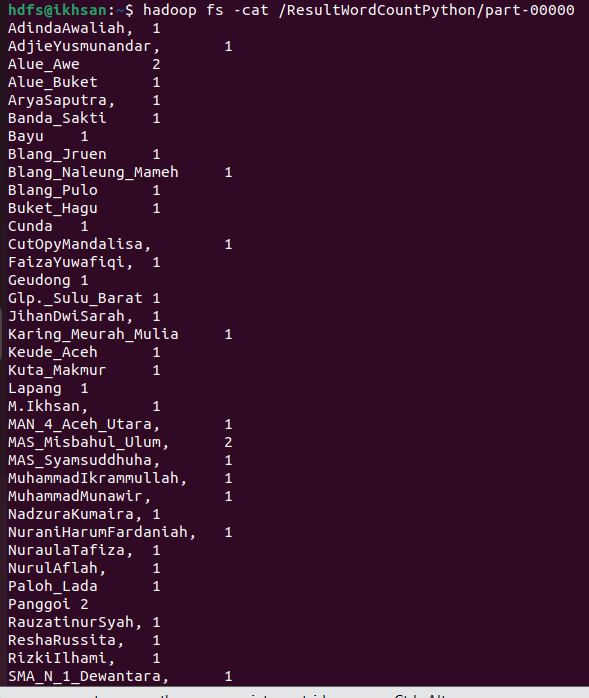 hdfs@ikhsan:~$ hadoop fs -cat /ResultWordCountPython/part-00000
AdindaAwaliah,	1
AdjieYusmunandar,	1
Alue_Awe	2
Alue_Buket	1
AryaSaputra,	1
Banda_Sakti	1
Bayu	1
Blang_Jruen	1
Blang_Naleung_Mameh	1
Blang_Pulo	1
Buket_Hagu	1
Cunda	1
CutOpyMandalisa,	1
FaizaYuwafiqi,	1
Geudong	1
Glp._Sulu_Barat	1
JihanDwiSarah,	1
Karing_Meurah_Mulia	1
Keude_Aceh	1
Kuta_Makmur	1
Lapang	1
M.Ikhsan,	1
MAN_4_Aceh_Utara,	1
MAS_Misbahul_Ulum,	2
MAS_Syamsuddhuha,	1
MuhammadIkrammullah,	1
MuhammadMunawir,	1
NadzuraKumaira,	1
NuraniHarumFardaniah,	1
NuraulaTafiza,	1
NurulAflah,	1
Paloh_Lada	1
Panggoi	2
RauzatinurSyah,	1
ReshaRussita,	1
RizkiIlhami,	1
SMA_N_1_Dewantara,	1